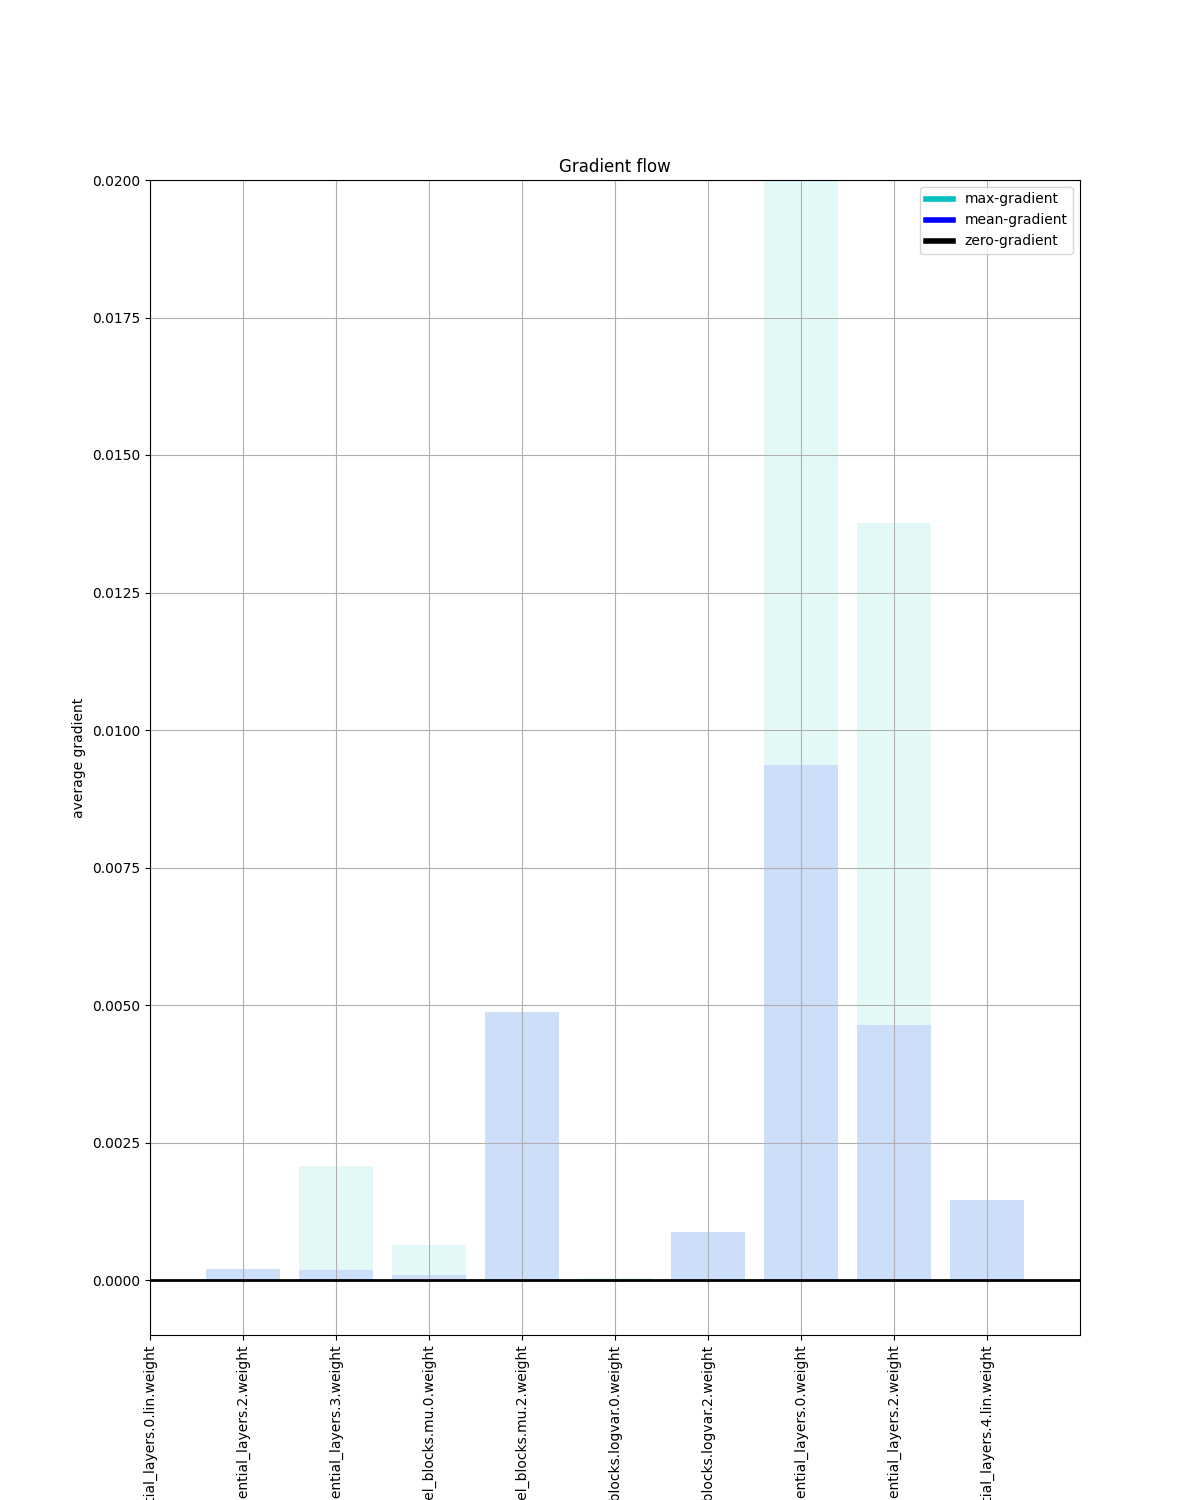 Gradient flow
max-gradient
mean-gradient
zero-gradient
average gradient
0.0200
0.0175
0.0150
0.0125
0.0100
0.0075
0.0050
0.0025
0.0000
tial_layers.0.lin.weight
ential_layers.2.weight
ential_layers.3.weight
el_blocks.mu.0.weight
el_blocks.mu.2.weight
blocks.logvar.0.weight
blocks.logvar.2.weight
ential_layers.0.weight
ential_layers.2.weight
tial_layers.4.lin.weight